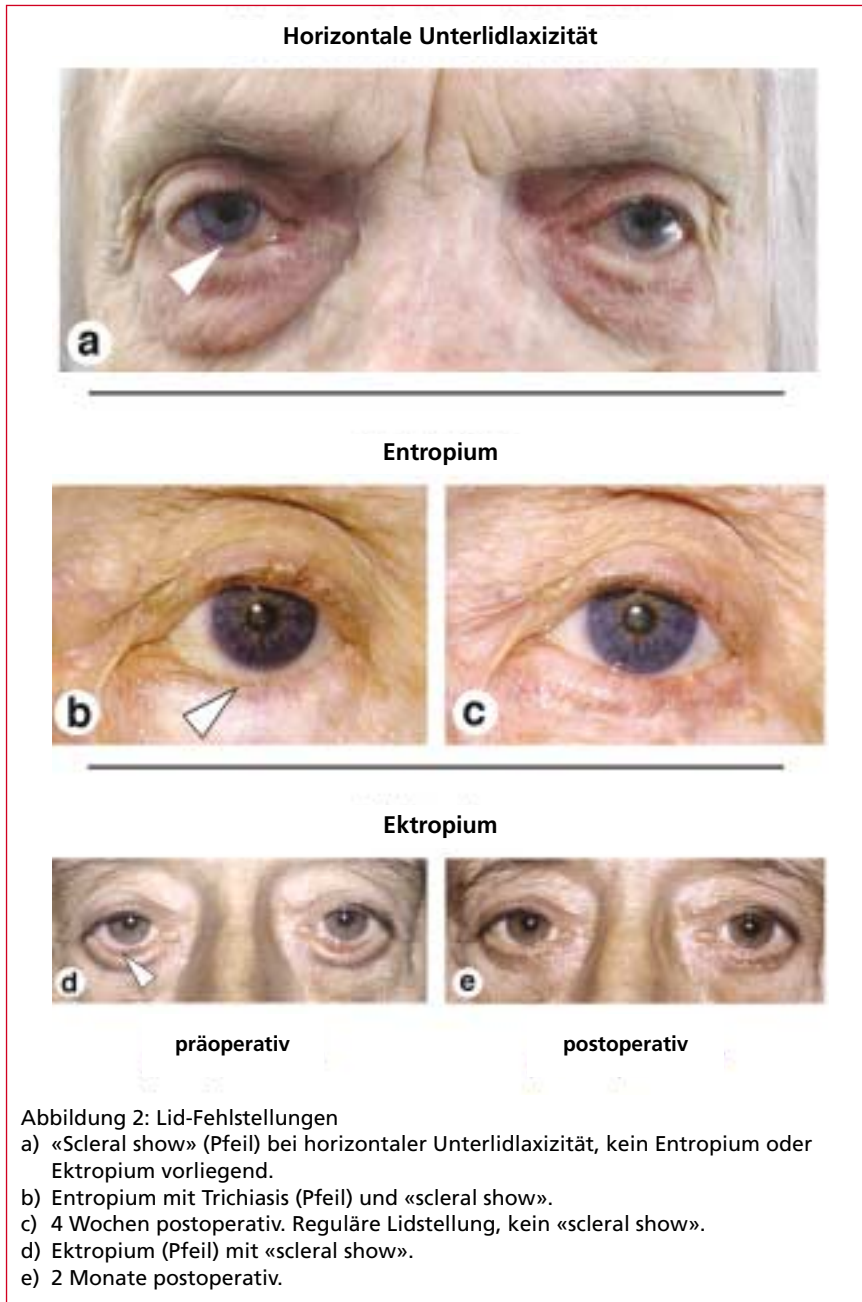 Horizontale Unterlidlaxizität
a
Entropium
b
c
Ektropium
d
e
präoperativ
postoperativ
Abbildung 2: Lid-Fehlstellungen
a) «Scleral show» (Pfeil) bei horizontaler Unterlidlaxizität, kein Entropium oder
Ektropium vorliegend.
b) Entropium mit Trichiasis (Pfeil) und «scleral show».
c) 4 Wochen postoperativ. Reguläre Lidstellung, kein «scleral show».
d) Ektropium (Pfeil) mit «scleral show».
e) 2 Monate postoperativ.